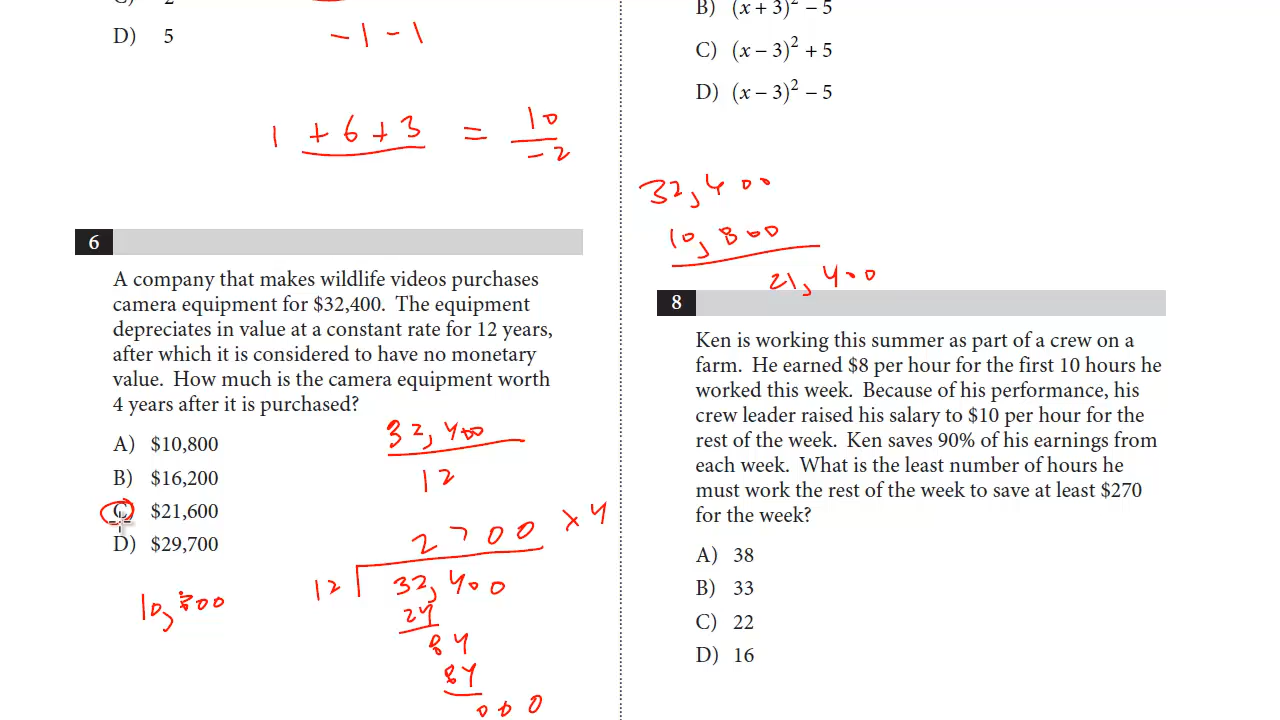 D) 5
-1 -1
1 + 6 + 3 = 10
-2
6
A company that makes wildlife videos purchases
camera equipment for $32,400. The equipment
depreciates in value at a constant rate for 12 years,
after which it is considered to have no monetary
value. How much is the camera equipment worth
4 years after it is purchased?
A) $10,800
B) $16,200
C $21,600
D) $29,700
32,400
12
2700 x 4
12 32,400
24
84
84
000
10,800
B) (x + 3)² − 5
C) (x − 3)² + 5
D) (x − 3)² − 5
32,400
10,800
21,400
8
Ken is working this summer as part of a crew on a
farm. He earned $8 per hour for the first 10 hours he
worked this week. Because of his performance, his
crew leader raised his salary to $10 per hour for the
rest of the week. Ken saves 90% of his earnings from
each week. What is the least number of hours he
must work the rest of the week to save at least $270
for the week?
A) 38
B) 33
C) 22
D) 16